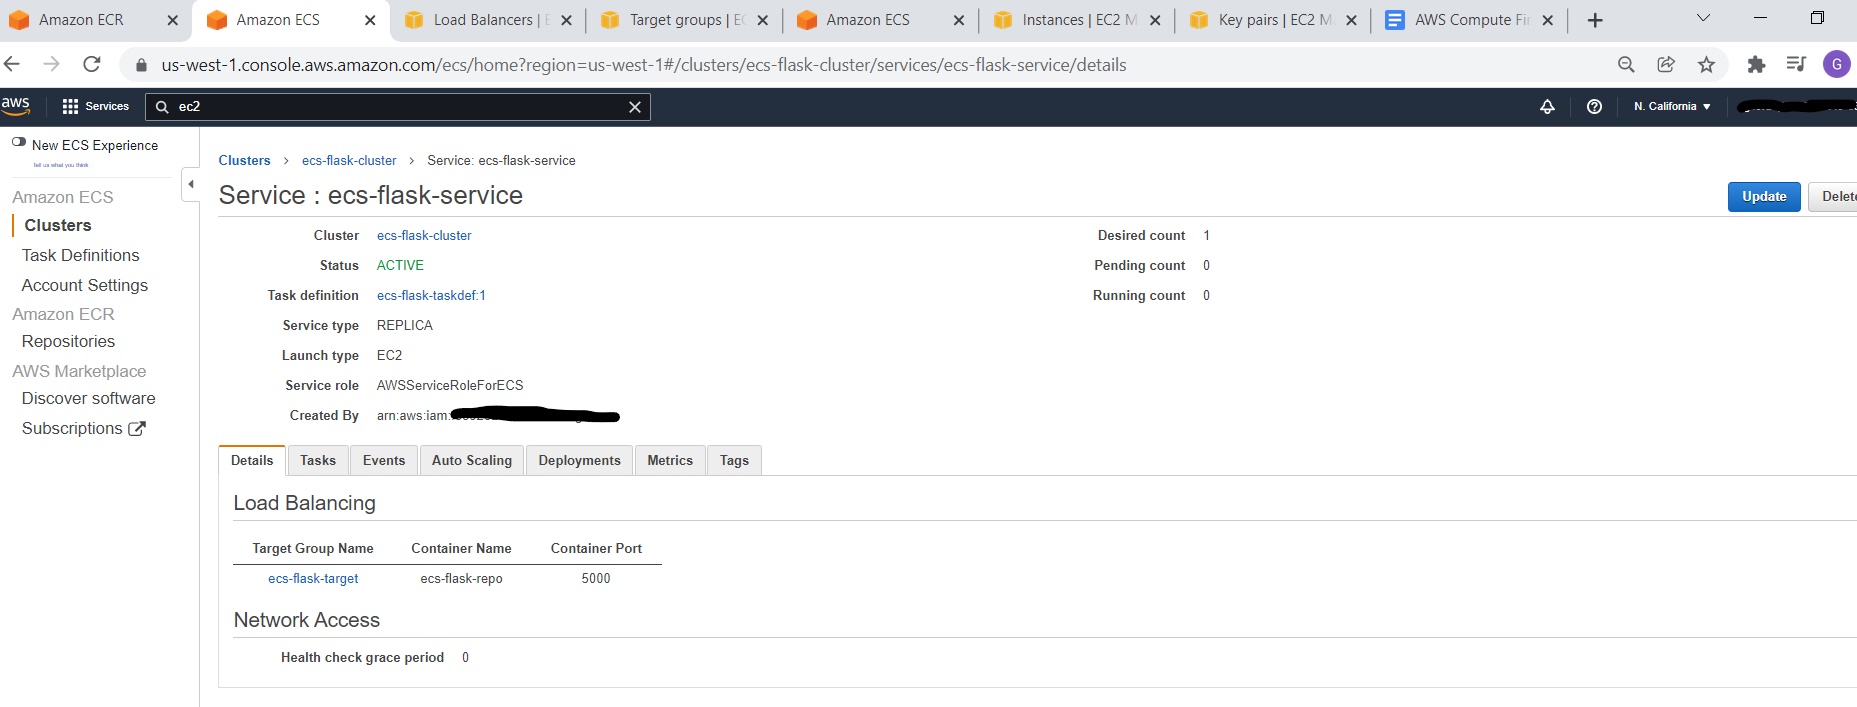 Amazon ECR
Amazon ECS
Load Balancers | E
Target groups | EC
Amazon ECS
Instances | EC2 M
Key pairs | EC2 M
AWS Compute Fi
us-west-1.console.aws.amazon.com/ecs/home?region=us-west-1#/clusters/ecs-flask-cluster/services/ecs-flask-service/details
G
aws
Services
ec2
N. California
New ECS Experience
Tell us what you think
Amazon ECS
Clusters
Task Definitions
Account Settings
Amazon ECR
Repositories
AWS Marketplace
Discover software
Subscriptions
Clusters > ecs-flask-cluster > Service: ecs-flask-service
Service : ecs-flask-service
Update
Delete
Cluster ecs-flask-cluster
Status ACTIVE
Task definition ecs-flask-taskdef:1
Service type REPLICA
Launch type EC2
Service role AWSServiceRoleForECS
Created By arn:aws:iam:
Desired count 1
Pending count 0
Running count 0
Details Tasks Events Auto Scaling Deployments Metrics Tags
Load Balancing
Target Group Name Container Name Container Port
ecs-flask-target ecs-flask-repo 5000
Network Access
Health check grace period 0